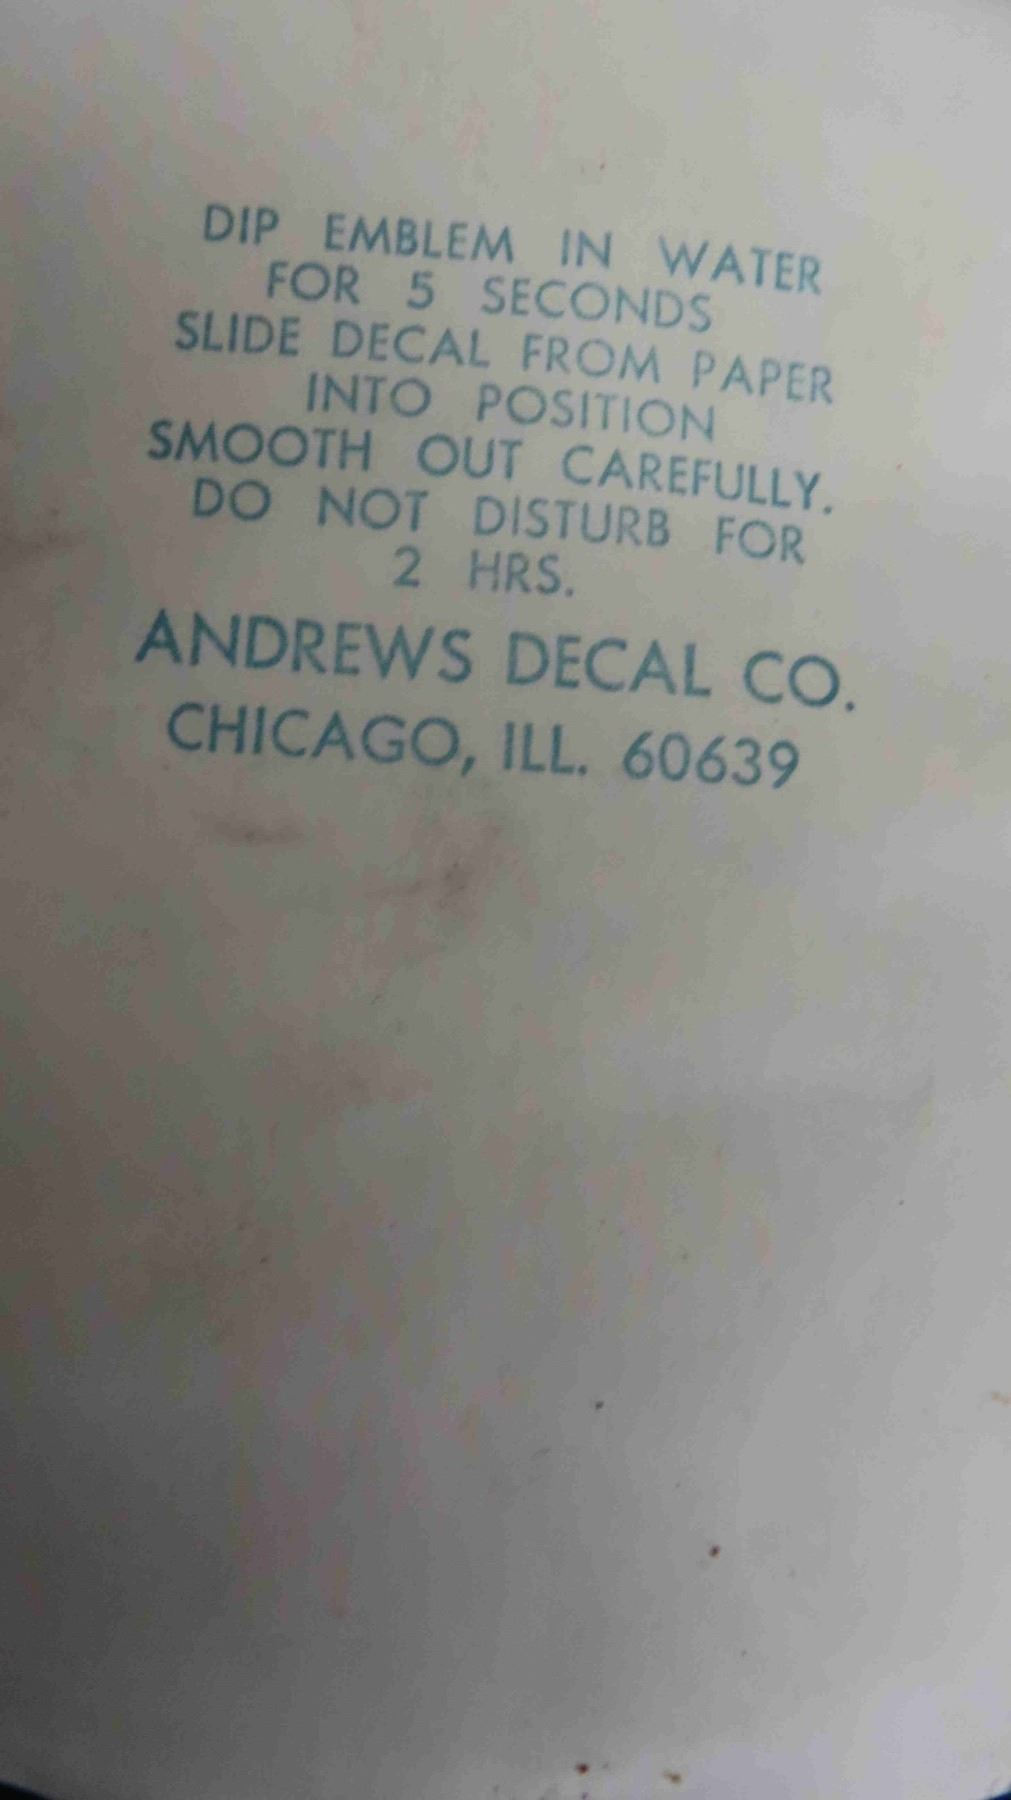 DIP EMBLEM IN WATER
FOR 5 SECONDS
SLIDE DECAL FROM PAPER
INTO POSITION
SMOOTH OUT CAREFULLY.
DO NOT DISTURB FOR
2 HRS.
ANDREWS DECAL CO.
CHICAGO, ILL. 60639